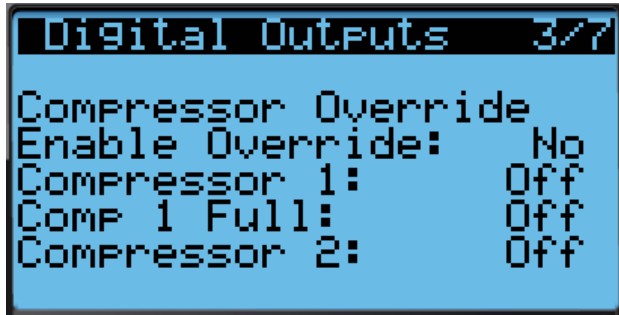 Digital Outputs 3/7
Compressor Override
Enable Override: No
Compressor 1: Off
Comp 1 Full: Off
Compressor 2: Off